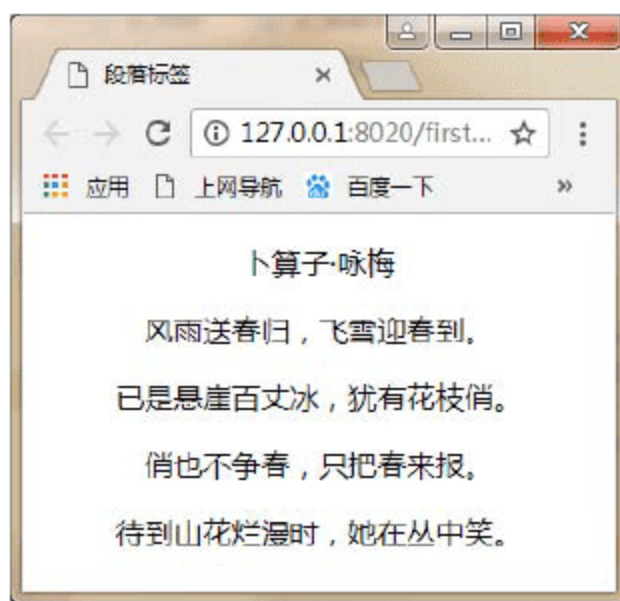 段落标签
127.0.0.1:8020/first...
应用 上网导航 百度一下 »
卜算子·咏梅
风雨送春归，飞雪迎春到。
已是悬崖百丈冰，犹有花枝俏。
俏也不争春，只把春来报。
待到山花烂漫时，她在丛中笑。